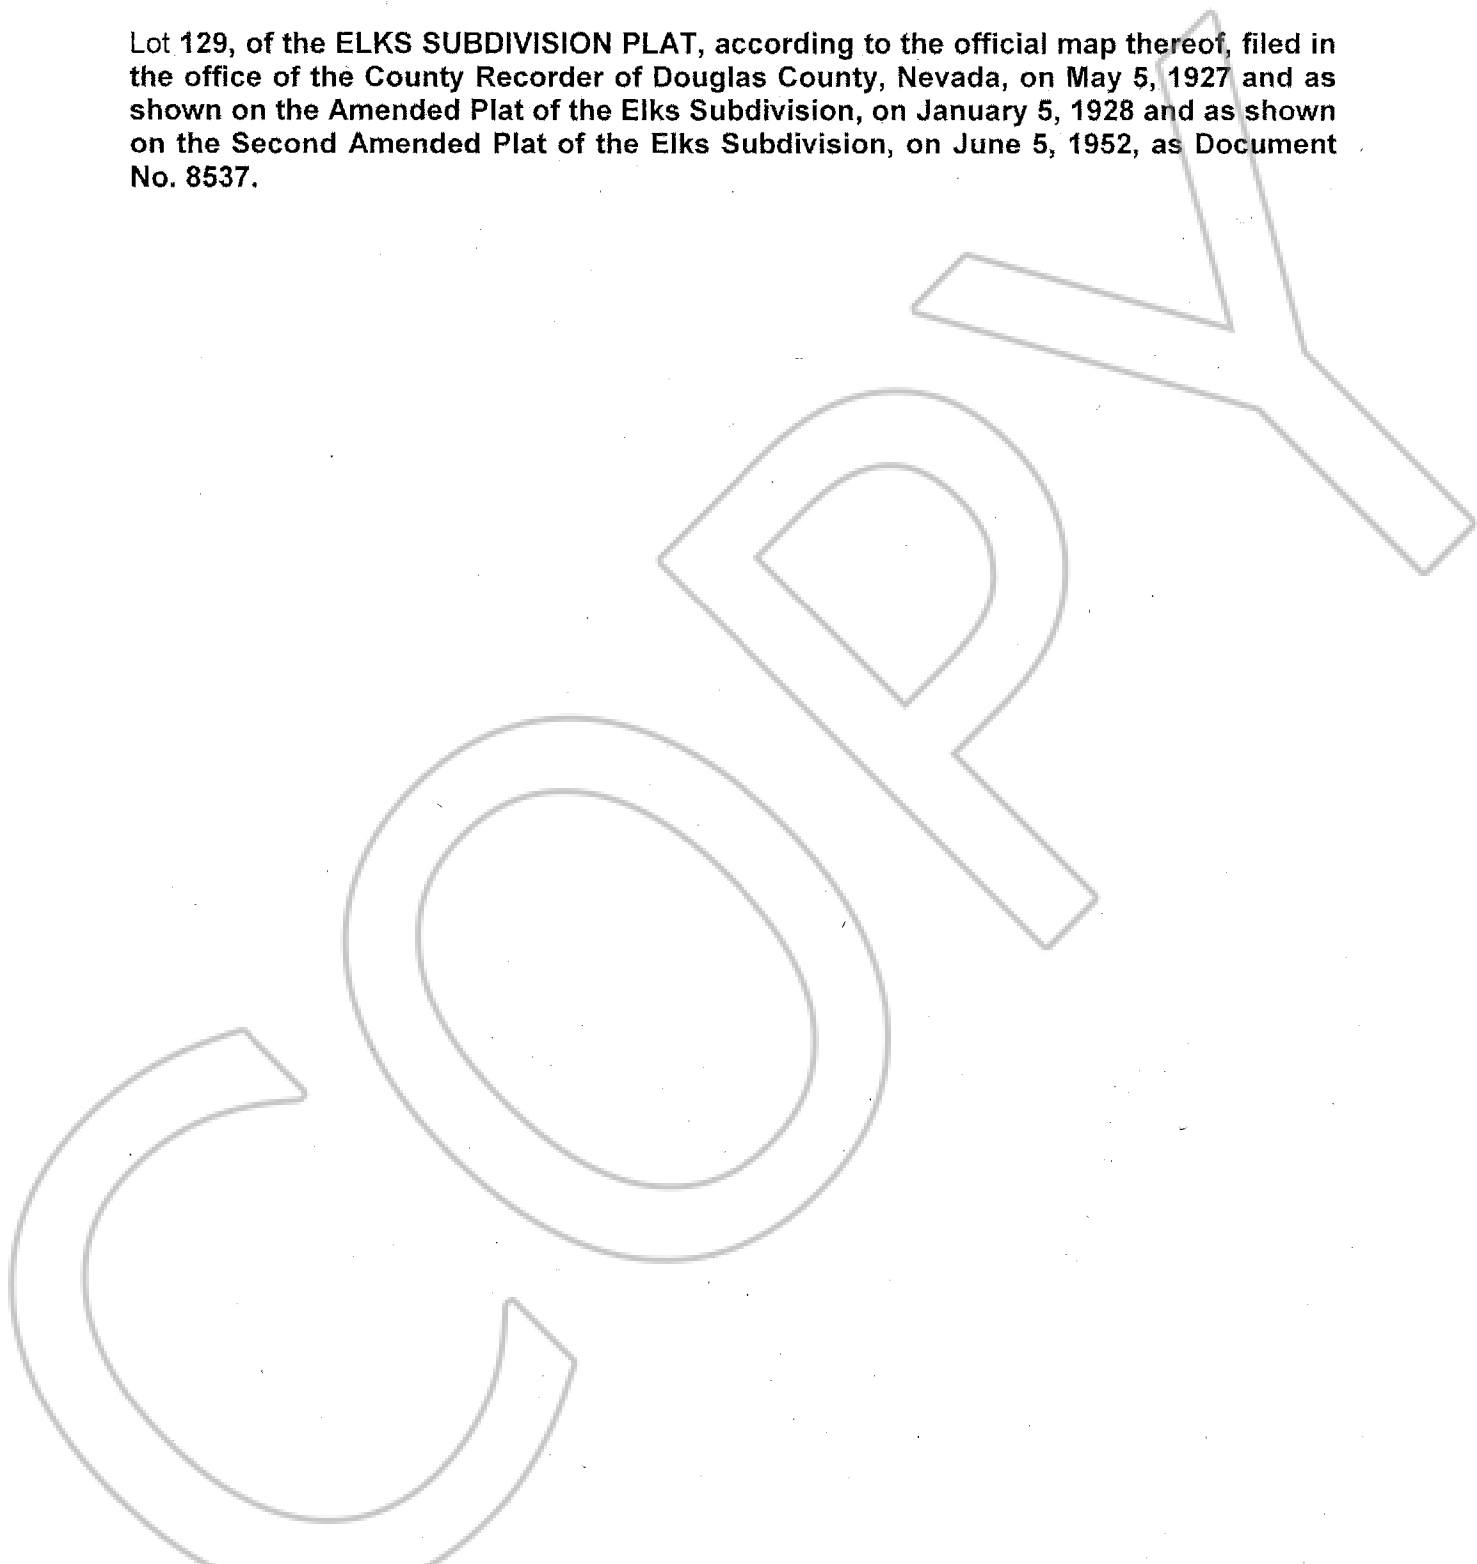 Lot 129, of the ELKS SUBDIVISION PLAT, according to the official map thereof, filed in
the office of the County Recorder of Douglas County, Nevada, on May 5, 1927 and as
shown on the Amended Plat of the Elks Subdivision, on January 5, 1928 and as shown
on the Second Amended Plat of the Elks Subdivision, on June 5, 1952, as Document
No. 8537.
COPY